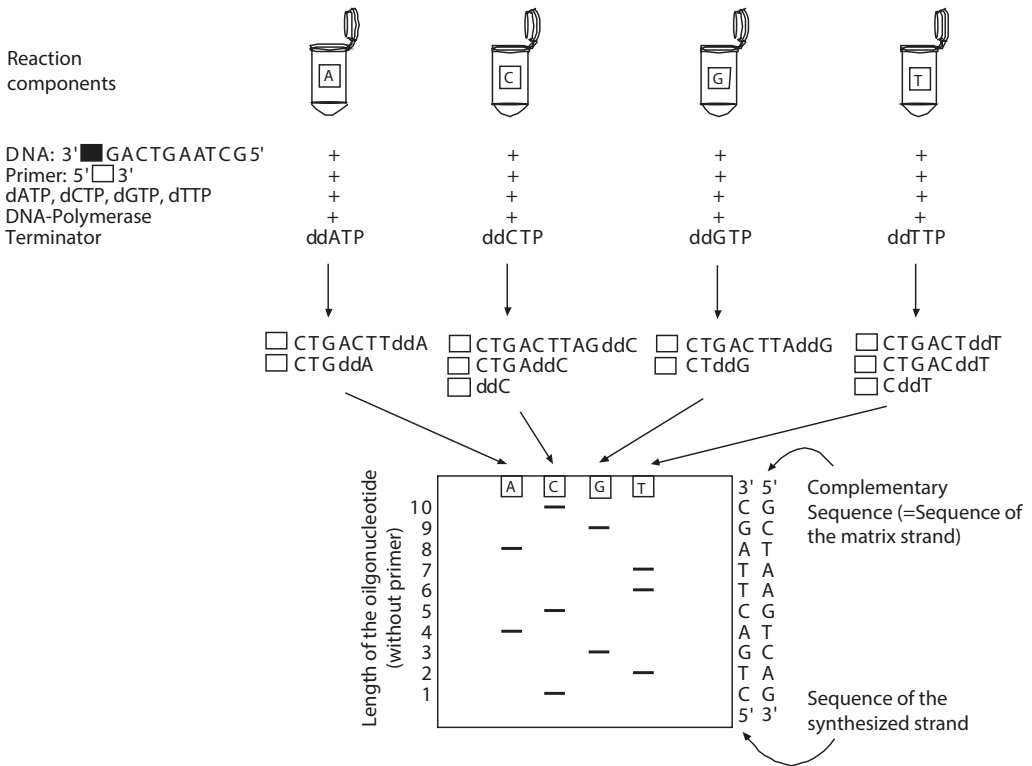 Reaction
components
A C G T
DNA: 3' GACTGAATCG5' + + + +
Primer: 5' 3' + + + +
dATP, dCTP, dGTP, dTTP + + + +
DNA-Polymerase + + + +
Terminator ddATP ddCTP ddGTP ddTTP
CTGACTTddA CTGACTTAGddC CTGACTTAddG CTGACTddT
CTGddA CTGAddC CTddG CTGACddT
ddC CddT
Length of the oilgonucleotide
(without primer)
A C G T 3' 5'
10 C G
9 G C
8 A T
7 T A
6 T A
5 C G
4 A T
3 G C
2 T A
1 C G
5' 3'
Complementary
Sequence (=Sequence of
the matrix strand)
Sequence of the
synthesized strand